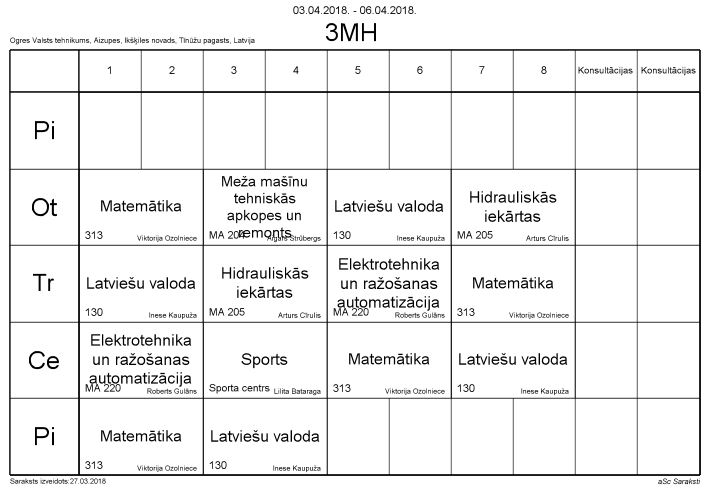 03.04.2018. - 06.04.2018.
Ogres Valsts tehnikums, Aizupes, Ikšķiles novads, Tīnūžu pagasts, Latvija
3MH
1 2 3 4 5 6 7 8 Konsultācijas Konsultācijas
Pi
Ot
Matemātika
313 Viktorija Ozolniece
Meža mašīnu
tehniskās
apkopes un
remonts
MA 204 Aigars Strūbergs
Latviešu valoda
130 Inese Kaupuža
Hidrauliskās
iekārtas
MA 205 Arturs Cīrulis
Tr
Latviešu valoda
130 Inese Kaupuža
Hidrauliskās
iekārtas
MA 205 Arturs Cīrulis
Elektrotehnika
un ražošanas
automatizācija
MA 220 Roberts Gulāns
Matemātika
313 Viktorija Ozolniece
Ce
Elektrotehnika
un ražošanas
automatizācija
MA 220 Roberts Gulāns
Sports
Sporta centrs Lilita Bataraga
Matemātika
313 Viktorija Ozolniece
Latviešu valoda
130 Inese Kaupuža
Pi
Matemātika
313 Viktorija Ozolniece
Latviešu valoda
130 Inese Kaupuža
Saraksts izveidots:27.03.2018
aSc Saraksti